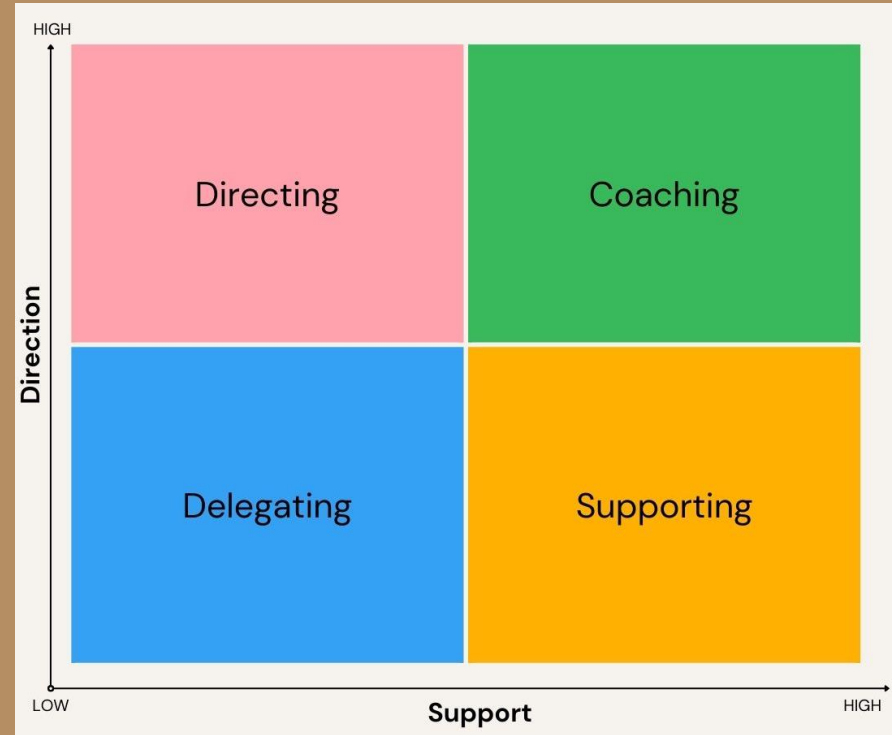 HIGH
Directing
Coaching
Direction
Delegating
Supporting
LOW
Support
HIGH